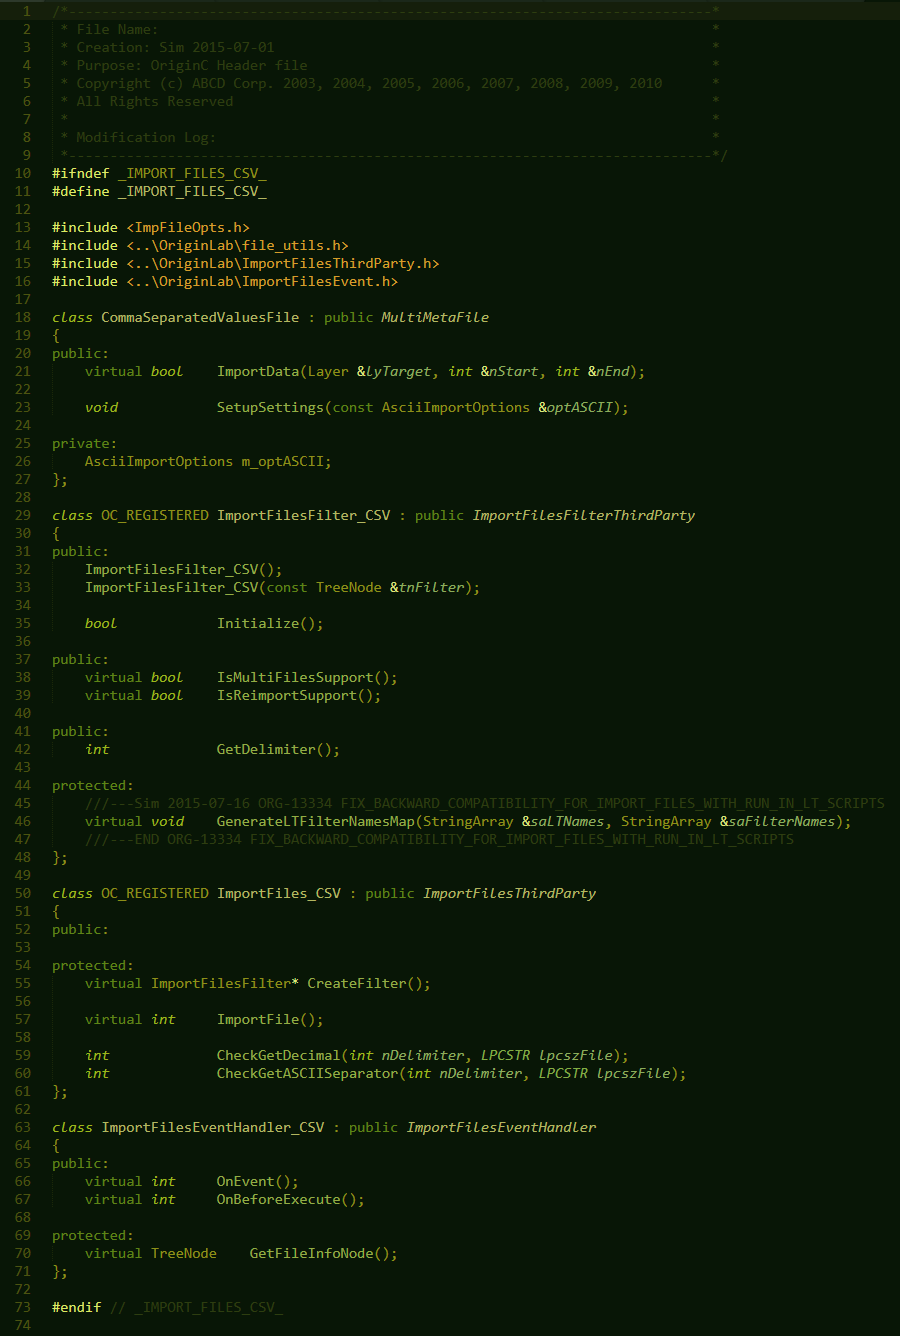 1 /*------------------------------------------------------------------------------*
2 * File Name: *
3 * Creation: Sim 2015-07-01 *
4 * Purpose: OriginC Header file *
5 * Copyright (c) ABCD Corp. 2003, 2004, 2005, 2006, 2007, 2008, 2009, 2010 *
6 * All Rights Reserved *
7 * *
8 * Modification Log: *
9 *------------------------------------------------------------------------------*/
10 #ifndef _IMPORT_FILES_CSV_
11 #define _IMPORT_FILES_CSV_
12
13 #include <ImpFileOpts.h>
14 #include <..\OriginLab\file_utils.h>
15 #include <..\OriginLab\ImportFilesThirdParty.h>
16 #include <..\OriginLab\ImportFilesEvent.h>
17
18 class CommaSeparatedValuesFile : public MultiMetaFile
19 {
20 public:
21 virtual bool ImportData(Layer &lyTarget, int &nStart, int &nEnd);
22
23 void SetupSettings(const AsciiImportOptions &optASCII);
24
25 private:
26 AsciiImportOptions m_optASCII;
27 };
28
29 class OC_REGISTERED ImportFilesFilter_CSV : public ImportFilesFilterThirdParty
30 {
31 public:
32 ImportFilesFilter_CSV();
33 ImportFilesFilter_CSV(const TreeNode &tnFilter);
34
35 bool Initialize();
36
37 public:
38 virtual bool IsMultiFilesSupport();
39 virtual bool IsReimportSupport();
40
41 public:
42 int GetDelimiter();
43
44 protected:
45 ///---Sim 2015-07-16 ORG-13334 FIX_BACKWARD_COMPATIBILITY_FOR_IMPORT_FILES_WITH_RUN_IN_LT_SCRIPTS
46 virtual void GenerateLTFilterNamesMap(StringArray &saLTNames, StringArray &saFilterNames);
47 ///---END ORG-13334 FIX_BACKWARD_COMPATIBILITY_FOR_IMPORT_FILES_WITH_RUN_IN_LT_SCRIPTS
48 };
49
50 class OC_REGISTERED ImportFiles_CSV : public ImportFilesThirdParty
51 {
52 public:
53
54 protected:
55 virtual ImportFilesFilter* CreateFilter();
56
57 virtual int ImportFile();
58
59 int CheckGetDecimal(int nDelimiter, LPCSTR lpcszFile);
60 int CheckGetASCIISeparator(int nDelimiter, LPCSTR lpcszFile);
61 };
62
63 class ImportFilesEventHandler_CSV : public ImportFilesEventHandler
64 {
65 public:
66 virtual int OnEvent();
67 virtual int OnBeforeExecute();
68
69 protected:
70 virtual TreeNode GetFileInfoNode();
71 };
72
73 #endif // _IMPORT_FILES_CSV_
74